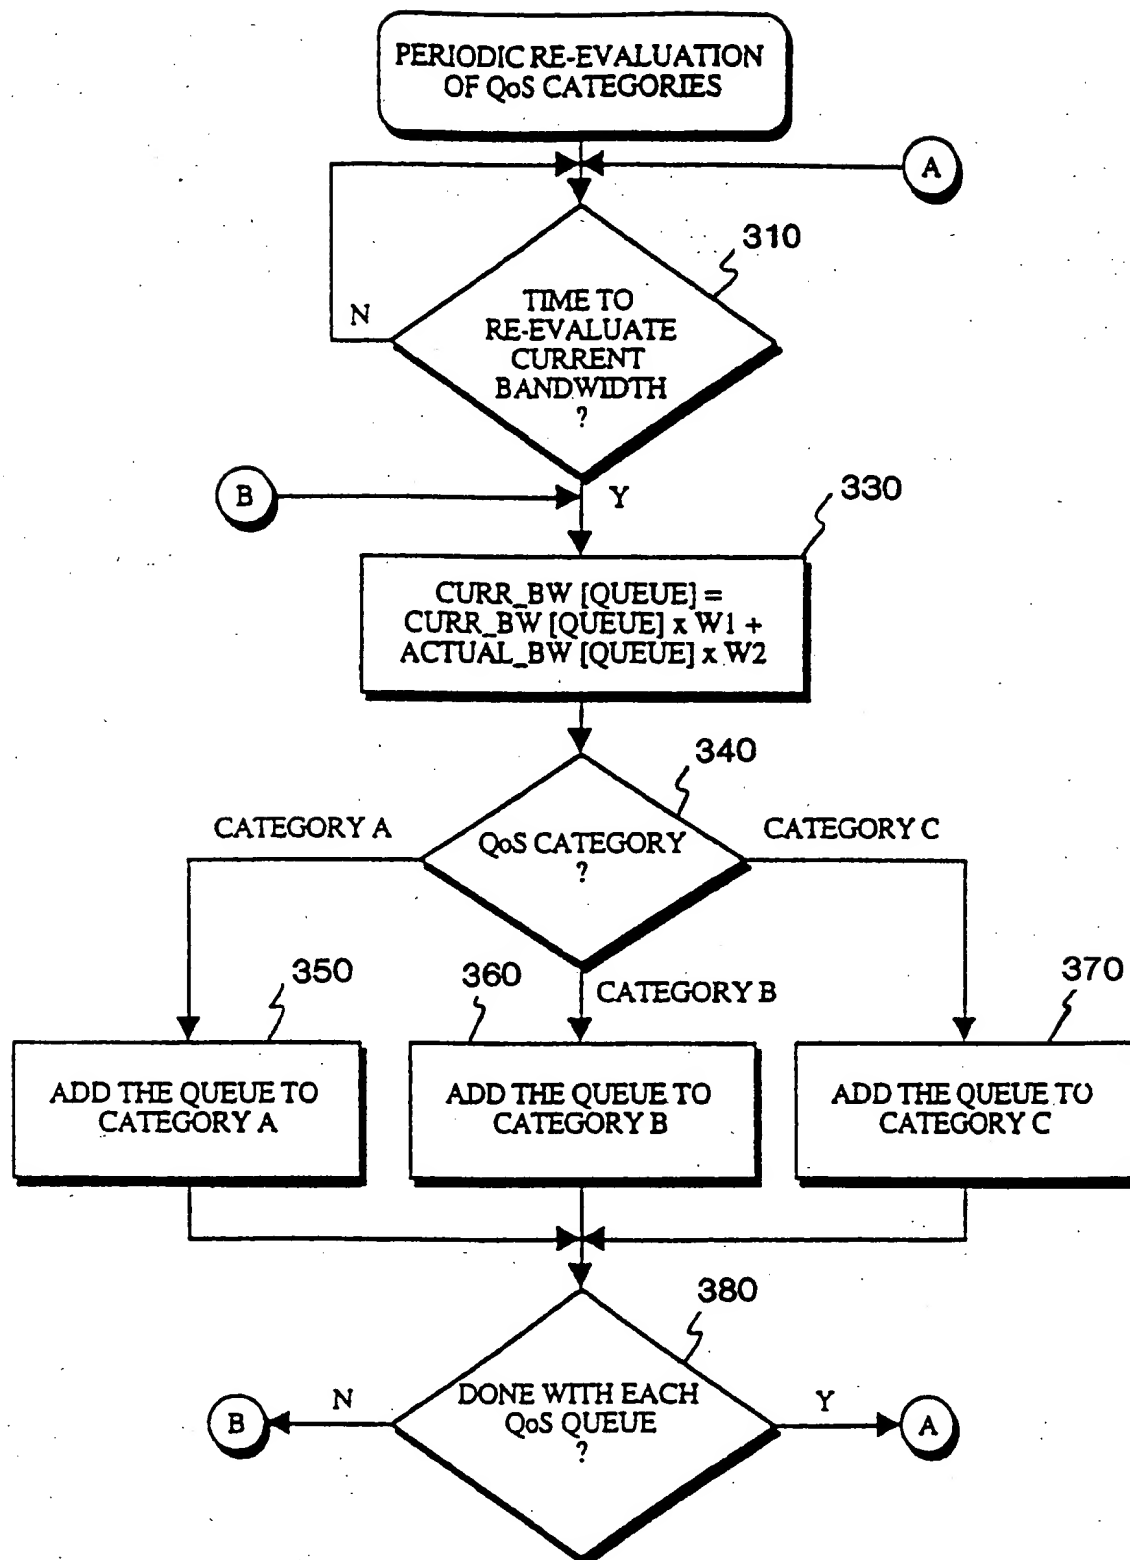 PERIODIC RE-EVALUATION
OF QoS CATEGORIES
A
310
TIME TO
RE-EVALUATE
CURRENT
BANDWIDTH
?
N
B
Y
330
CURR_BW [QUEUE] =
CURR_BW [QUEUE] x W1 +
ACTUAL_BW [QUEUE] x W2
340
CATEGORY A
QoS CATEGORY
?
CATEGORY C
350
360
CATEGORY B
370
ADD THE QUEUE TO
CATEGORY A
ADD THE QUEUE TO
CATEGORY B
ADD THE QUEUE TO
CATEGORY C
380
B
N
DONE WITH EACH
QoS QUEUE
?
Y
A